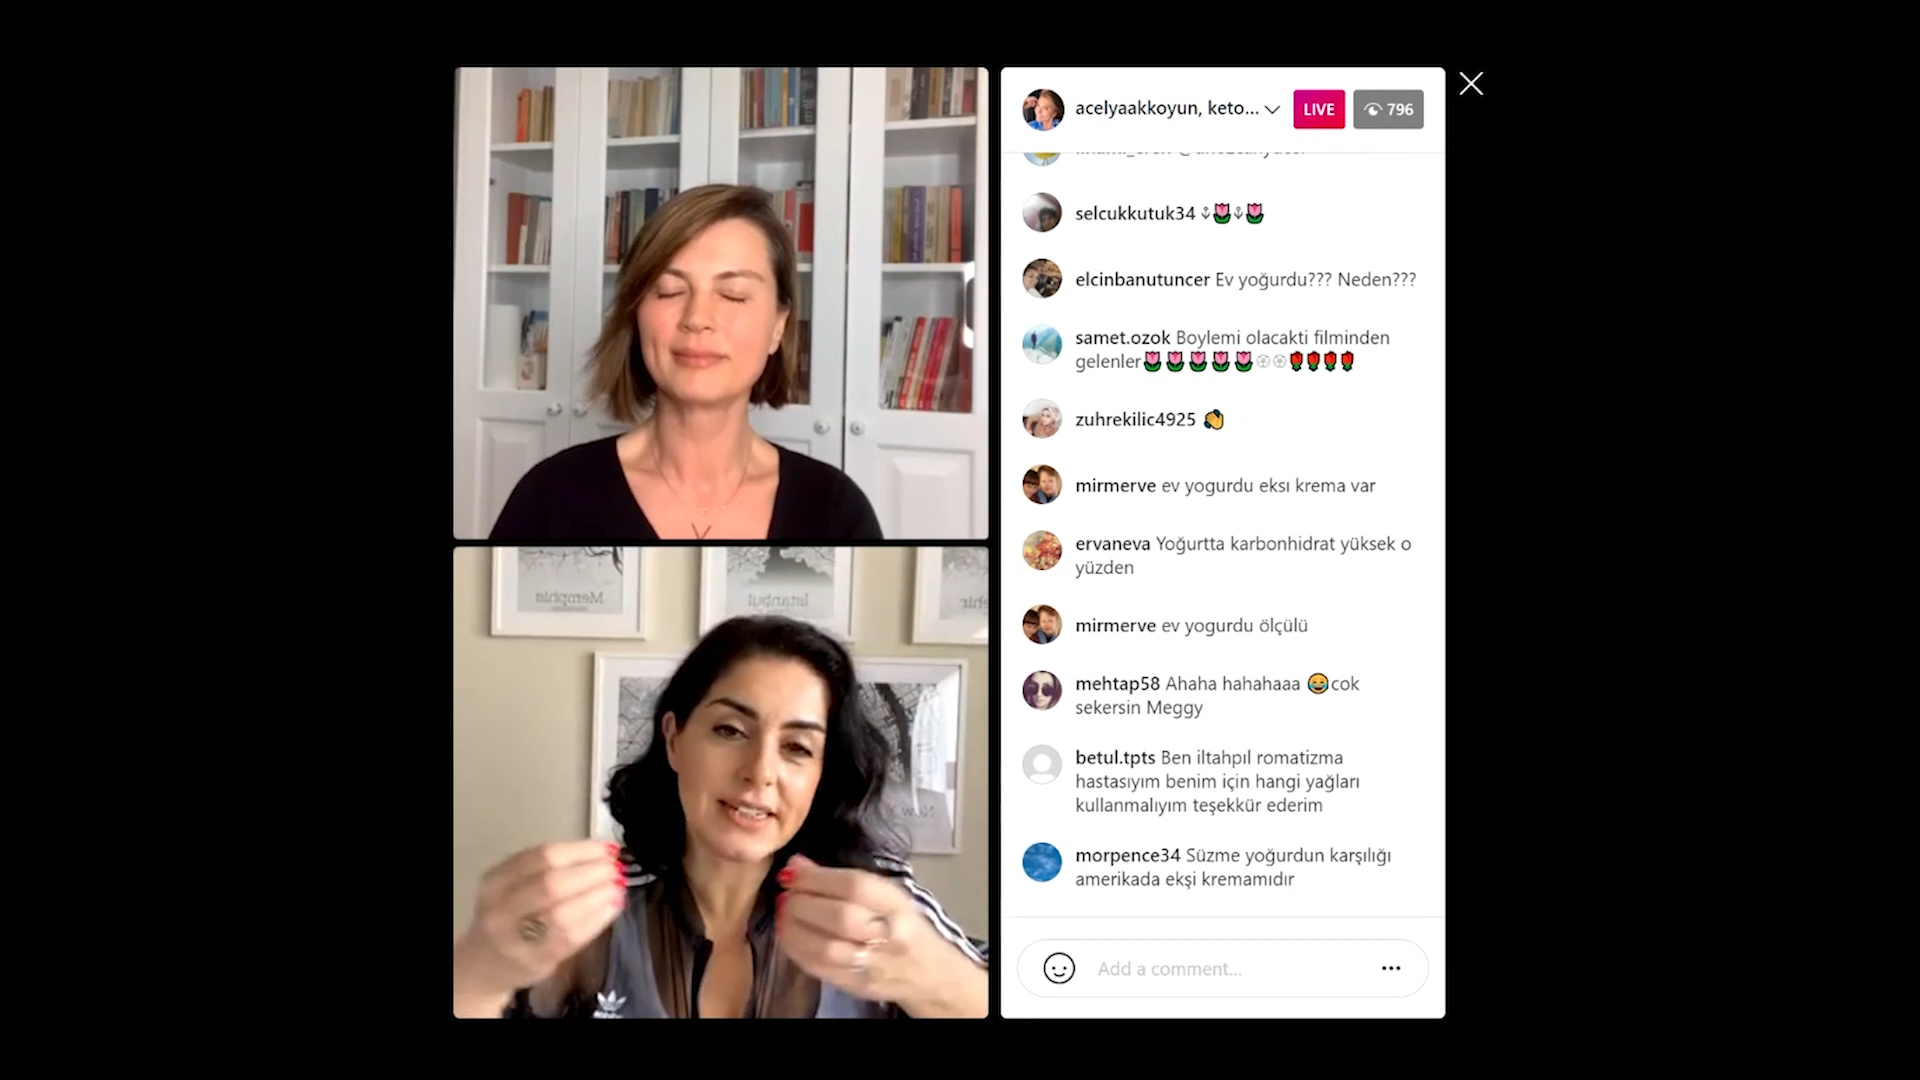 acelyaakkoyun, keto...
LIVE
796
selcukkutuk34 ⚘🌷⚘🌷
elcinbanutuncer Ev yoğurdu??? Neden???
samet.ozok Boylemi olacakti filminden
gelenler🌷🌷🌷🌷🌷🏵🏵🌹🌹🌹🌹
zuhrekilic4925 👏
mirmerve ev yogurdu eksı krema var
ervaneva Yoğurtta karbonhidrat yüksek o
yüzden
mirmerve ev yogurdu ölçülü
mehtap58 Ahaha hahahaaa 😂cok
sekersin Meggy
betul.tpts Ben iltahpıl romatizma
hastasıyım benim için hangi yağları
kullanmalıyım teşekkür ederim
morpence34 Süzme yoğurdun karşılığı
amerikada ekşi kremamıdır
Add a comment...
Memphis
Istanbul